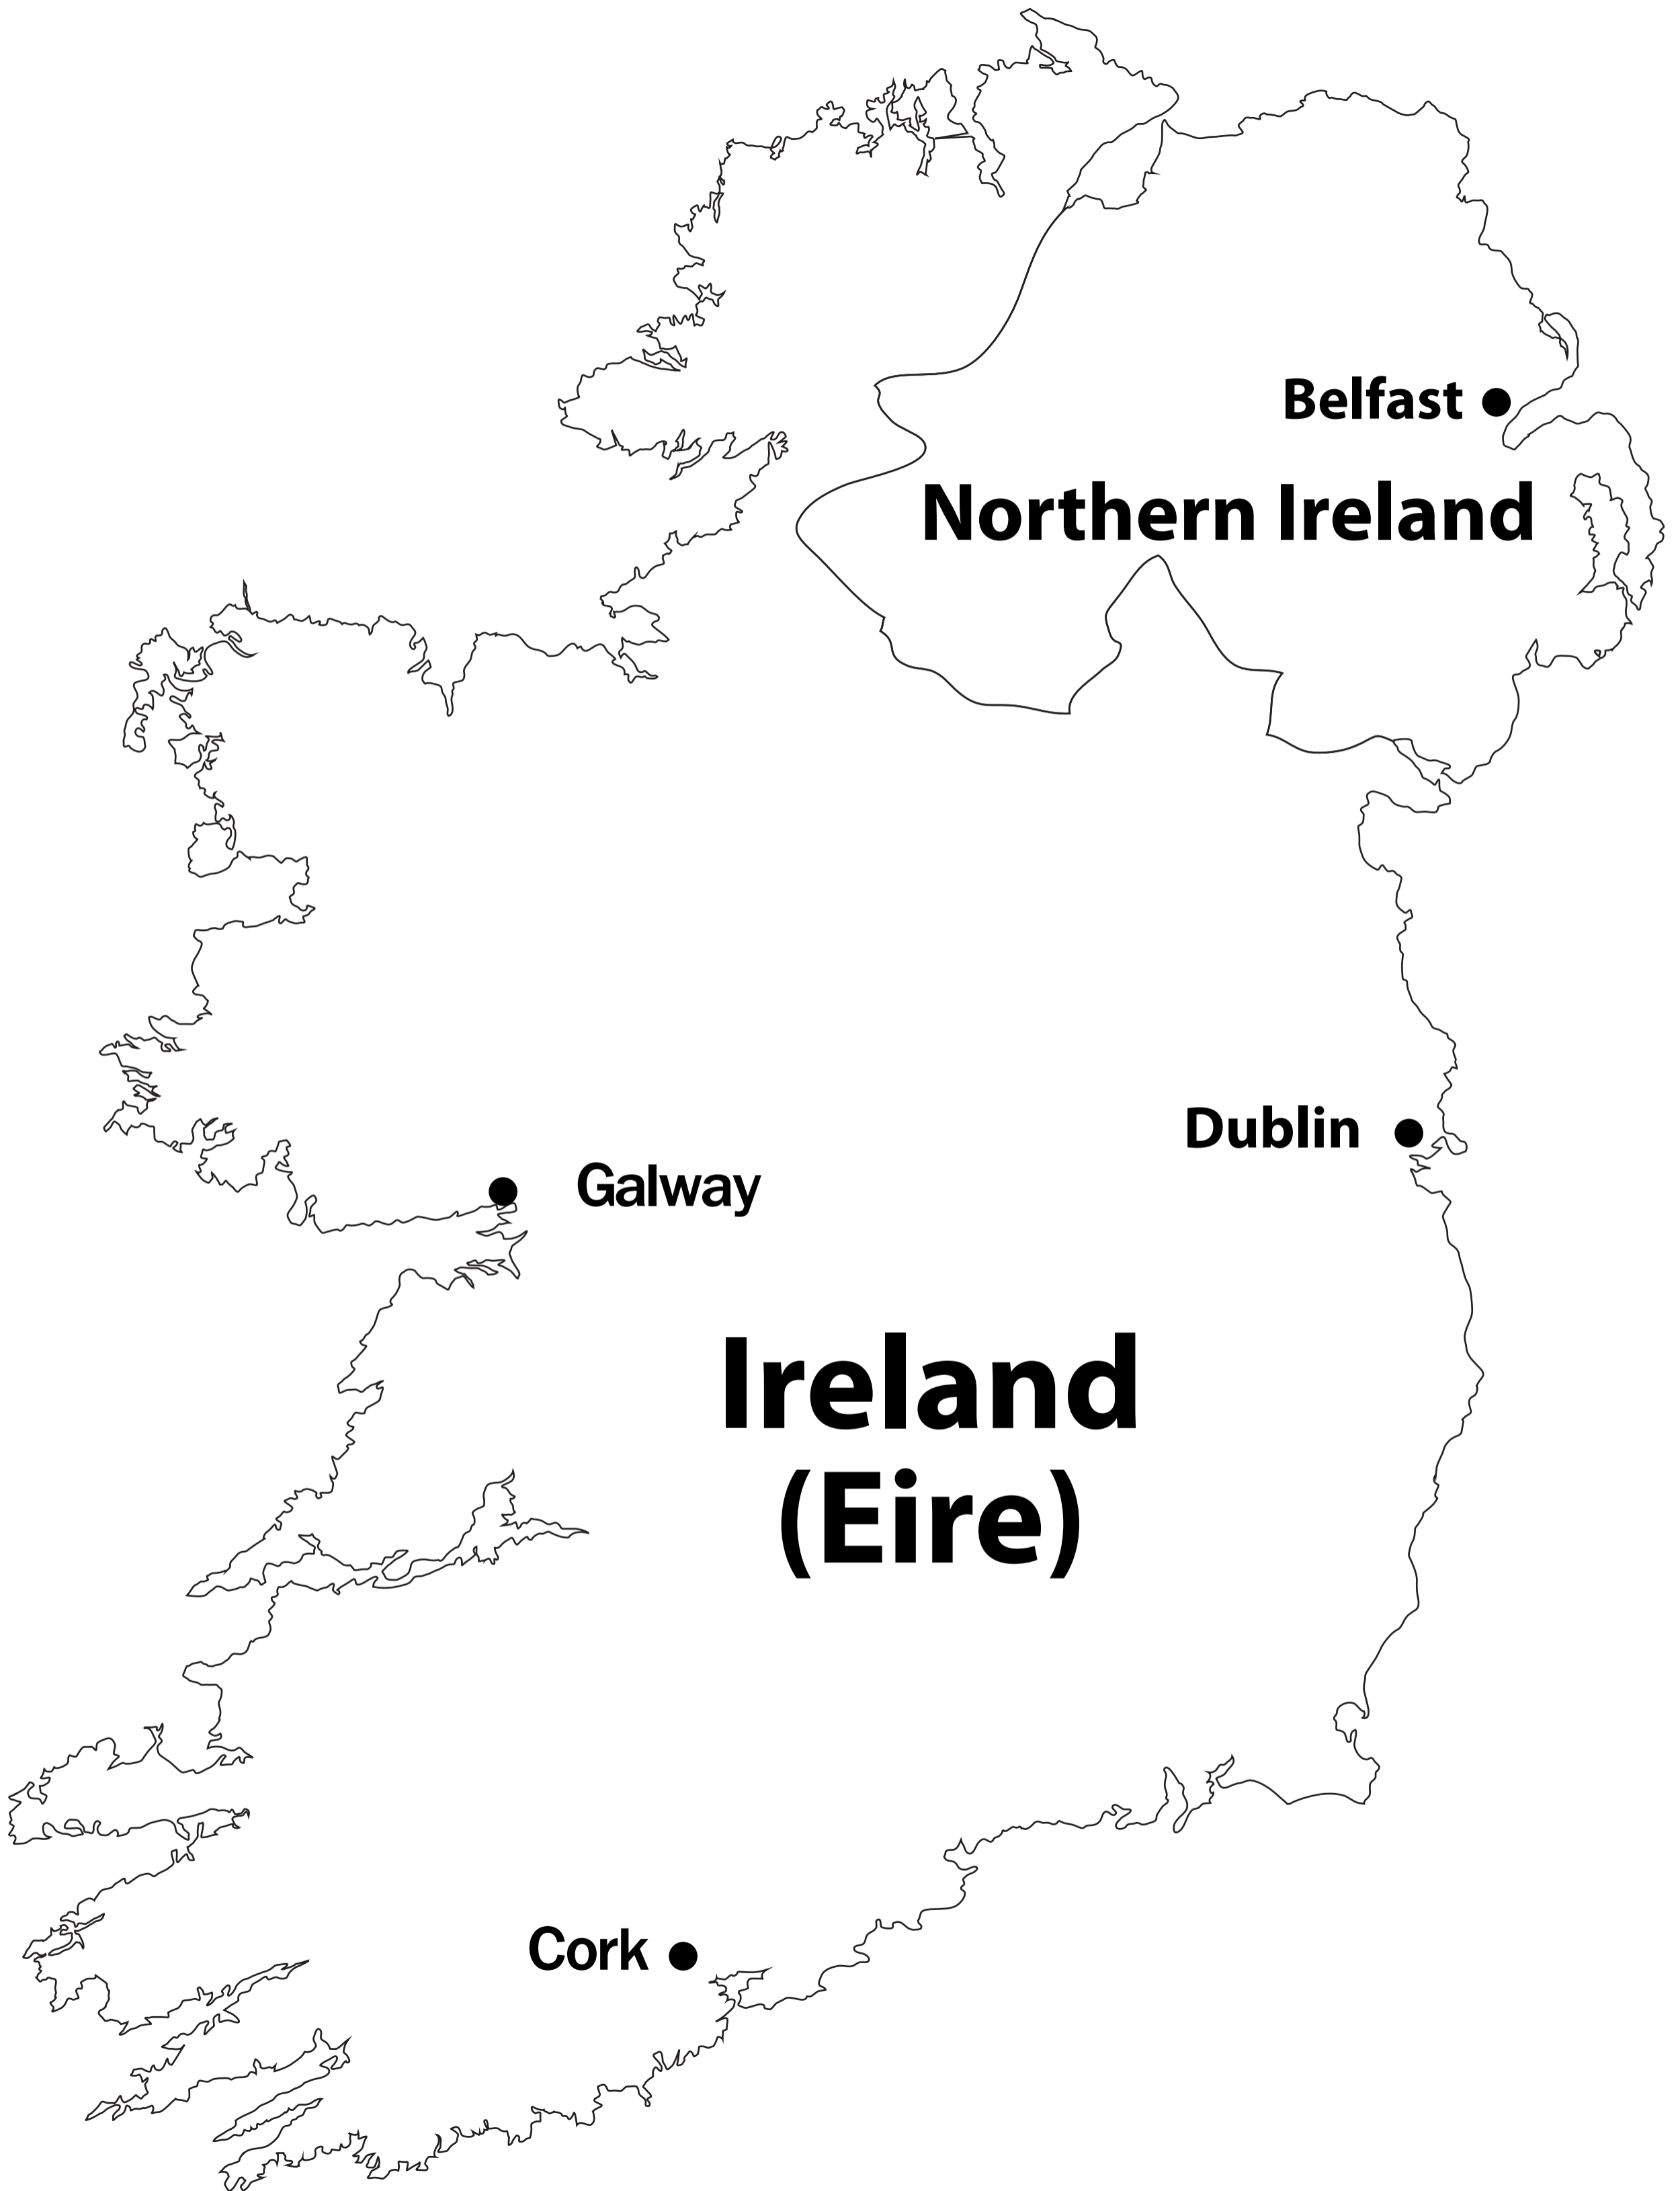 Belfast
Northern Ireland
Dublin
Galway
Ireland
(Eire)
Cork